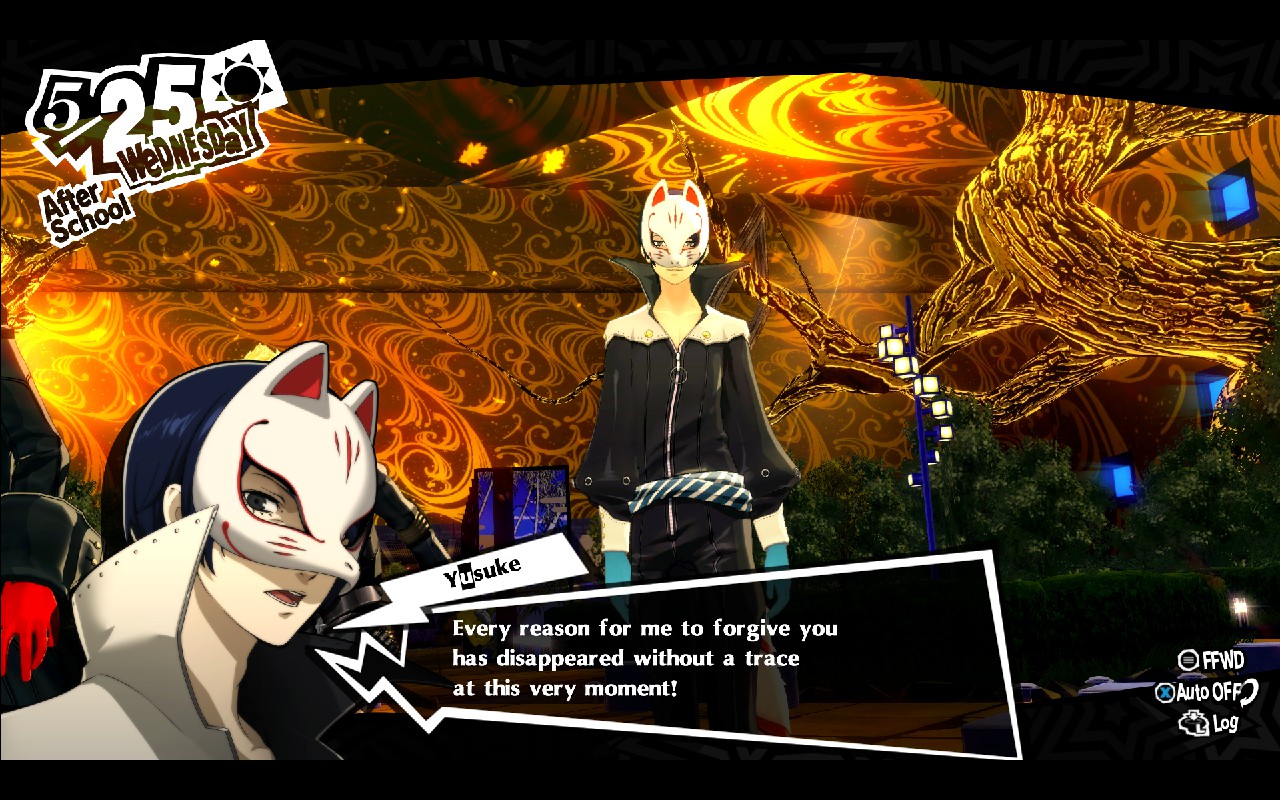 5/25
WeDNESDaY
After
School
Yusuke
Every reason for me to forgive you
has disappeared without a trace
at this very moment!
FFWD
X Auto OFF
L Log